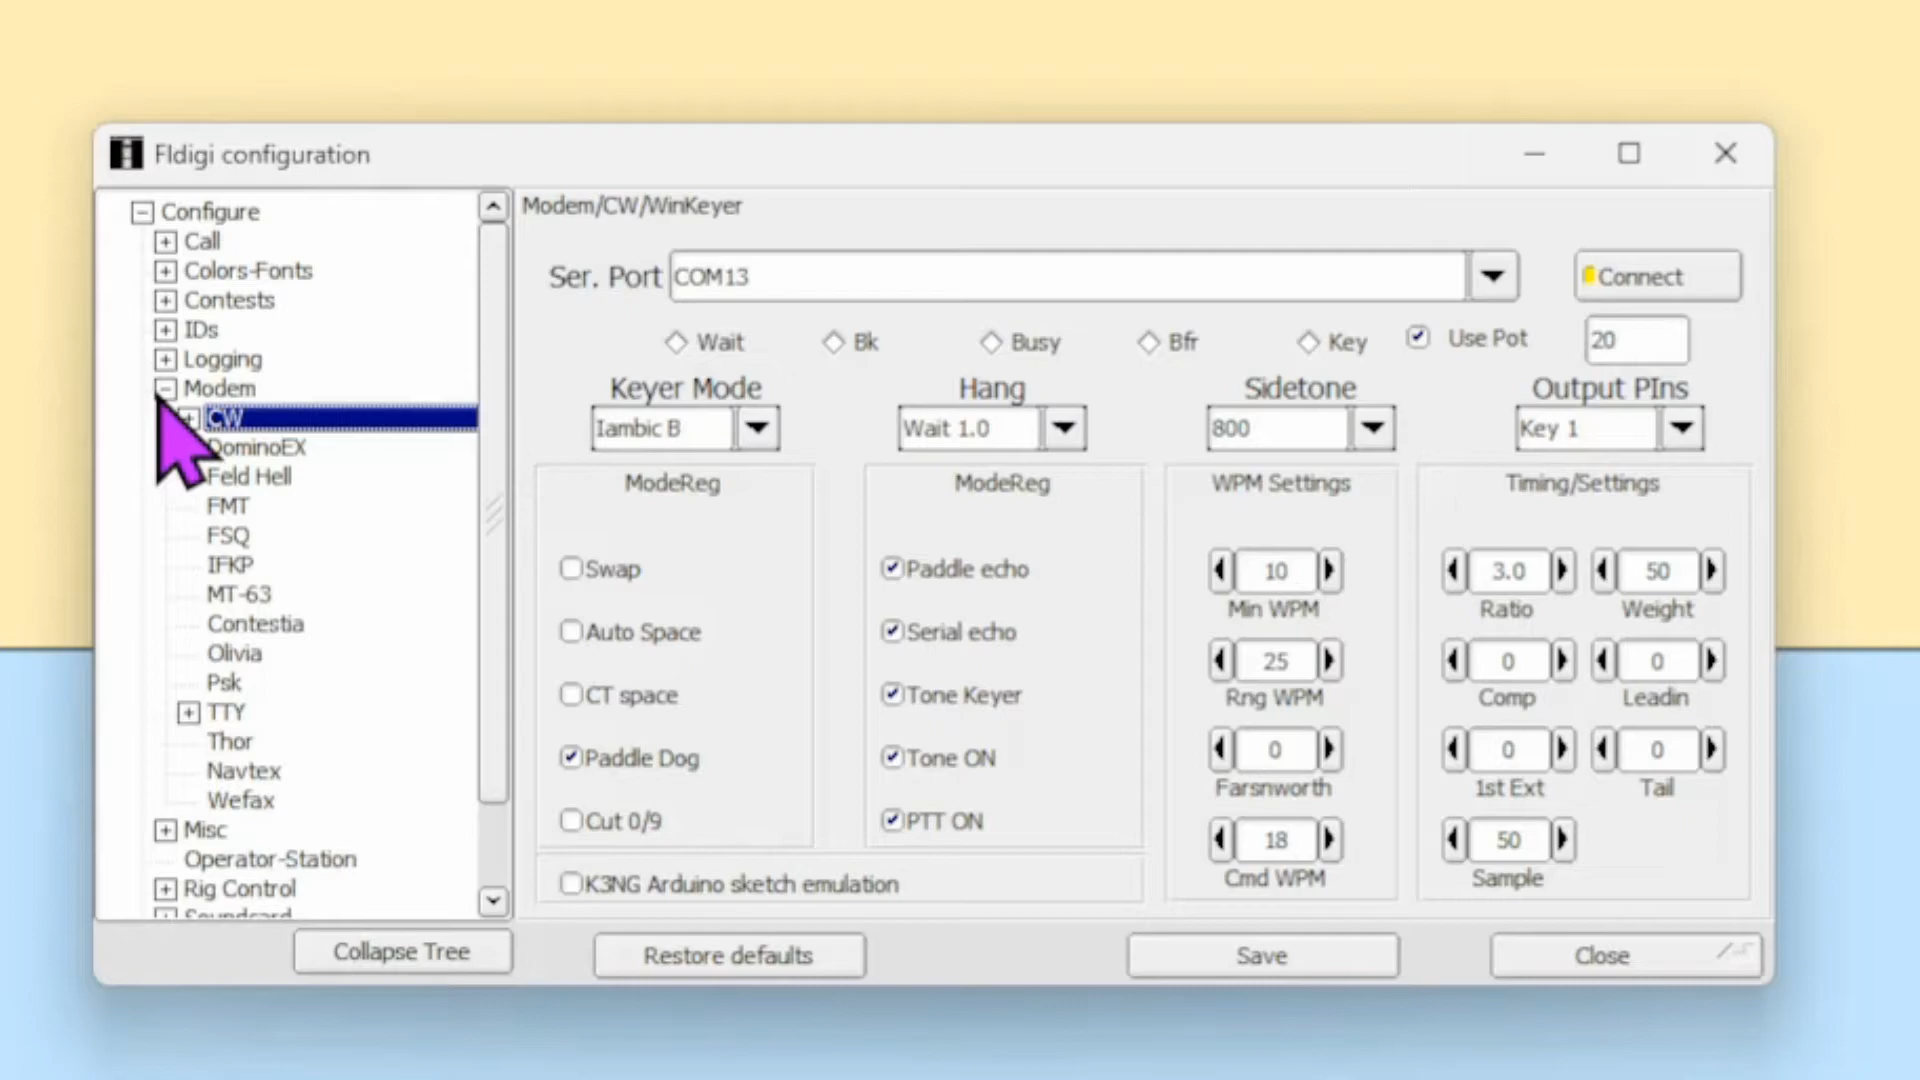 Fldigi configuration
Configure
Call
Colors-Fonts
Contests
IDs
Logging
Modem
CW
DominoEX
Feld Hell
FMT
FSQ
IFKP
MT-63
Contestia
Olivia
Psk
TTY
Thor
Navtex
Wefax
Misc
Operator-Station
Rig Control
Soundcard
Collapse Tree
Modem/CW/WinKeyer
Ser. Port COM13 Connect
Wait Bk Busy Bfr Key Use Pot 20
Keyer Mode Hang Sidetone Output PIns
Iambic B Wait 1.0 800 Key 1
ModeReg
Swap
Auto Space
CT space
Paddle Dog
Cut 0/9
ModeReg
Paddle echo
Serial echo
Tone Keyer
Tone ON
PTT ON
K3NG Arduino sketch emulation
WPM Settings
10
Min WPM
25
Rng WPM
0
Farsnworth
18
Cmd WPM
Timing/Settings
3.0 50
Ratio Weight
0 0
Comp Leadin
0 0
1st Ext Tail
50
Sample
Restore defaults Save Close